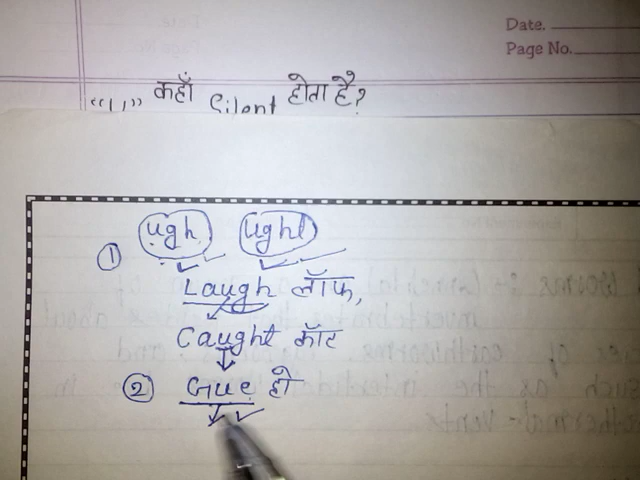 Date.
Page No.
"U" कहाँ Silent होता है?
① ugh ught
Laugh लॉफ,
Caught कॉट
② Gue हो